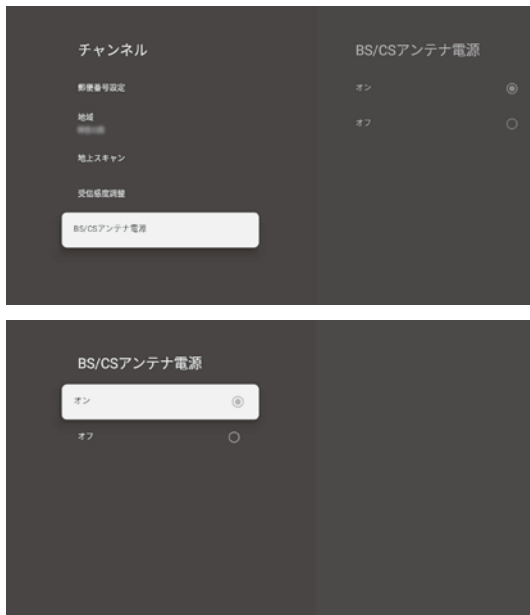 チャンネル
郵便番号設定
地域
地上スキャン
受信感度調整
BS/CSアンテナ電源
BS/CSアンテナ電源
オン
オフ
BS/CSアンテナ電源
オン
オフ